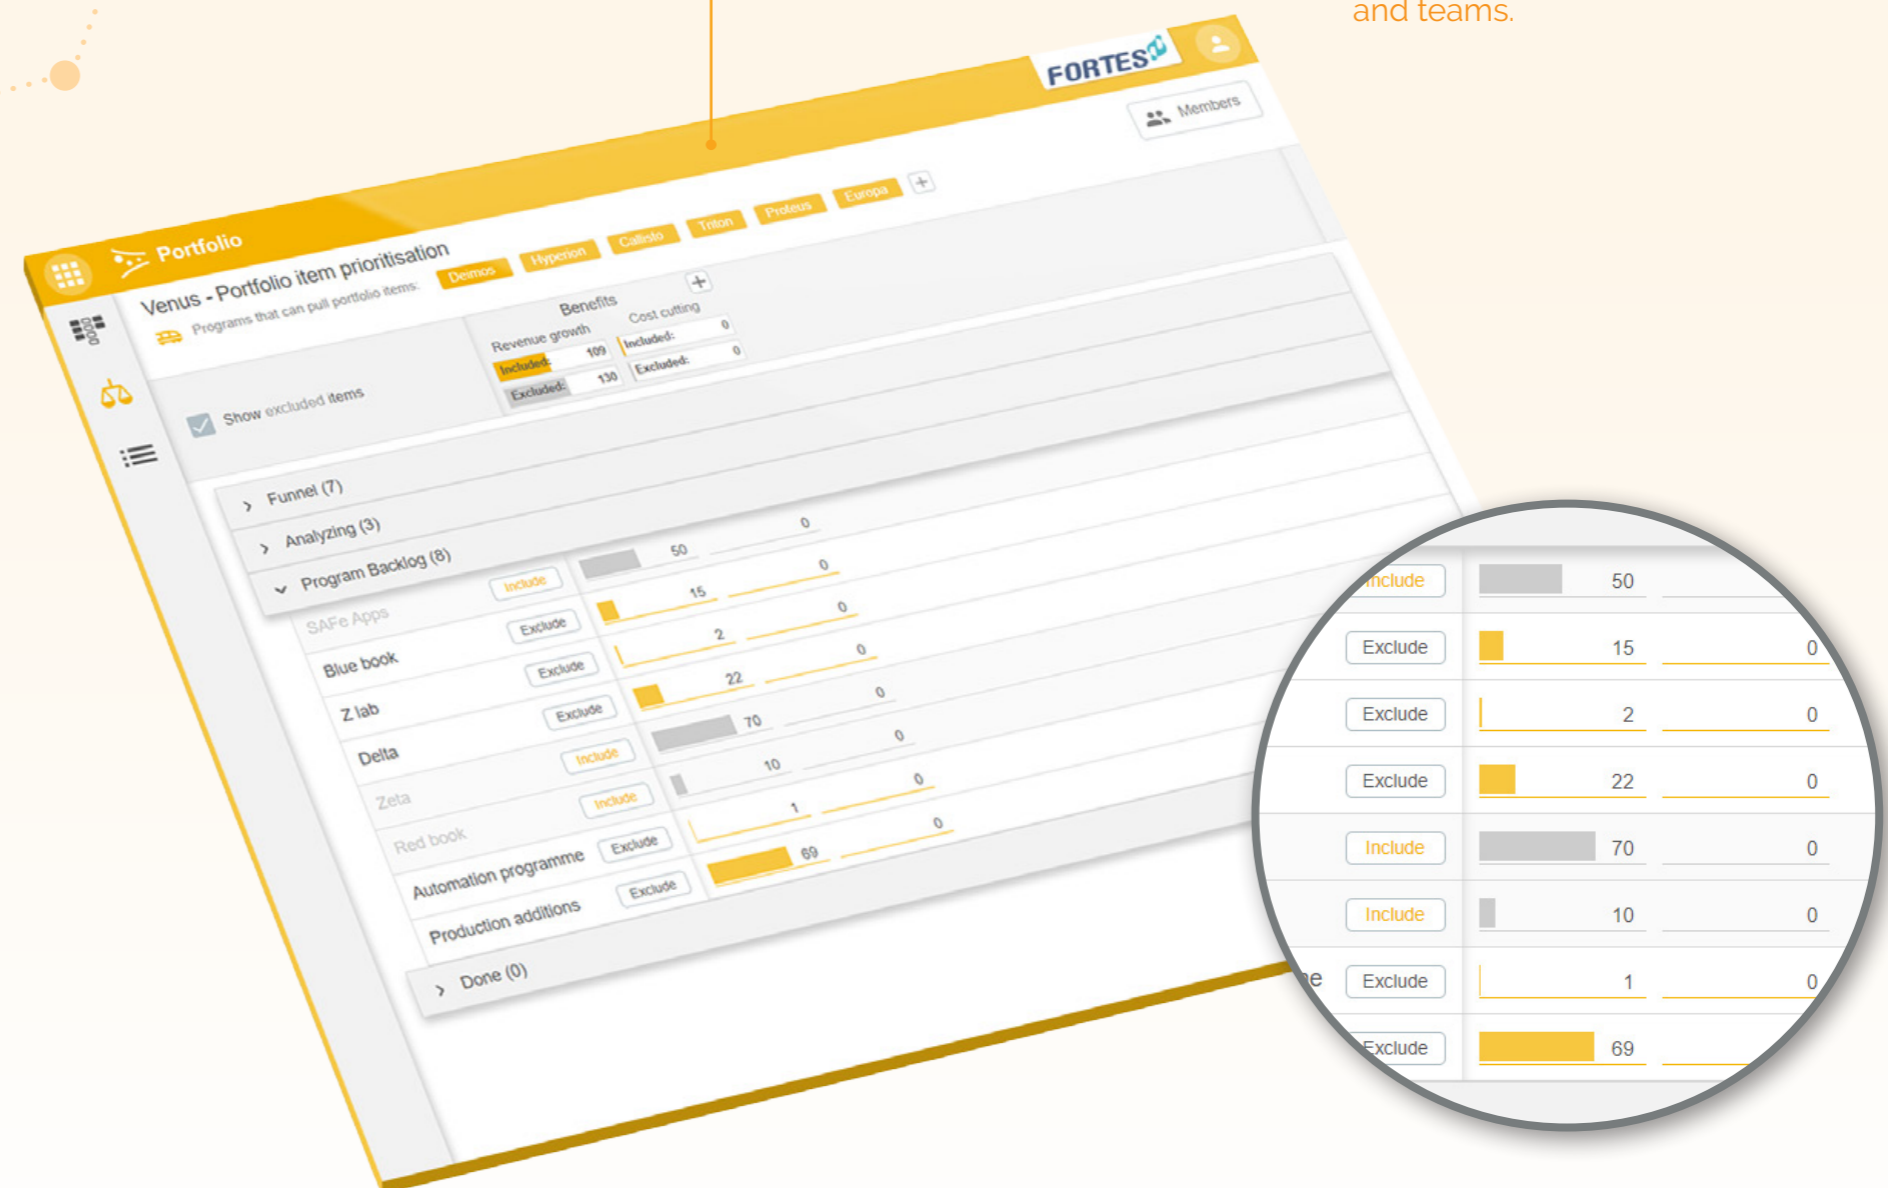 and teams.
FORTES
Members
Portfolio
Venus - Portfolio item prioritisation
Programs that can pull portfolio items: Deimos Hyperion Callisto Triton Proteus Europa +
Benefits +
Revenue growth Cost cutting
Included: 109 Included: 0
Excluded: 130 Excluded: 0
Show excluded items
Funnel (7)
Analyzing (3)
Program Backlog (8)
SAFe Apps Include 50 0
Blue book Exclude 15 0
Z lab Exclude 2 0
Delta Exclude 22 0
Zeta Include 70 0
Red book Include 10 0
Automation programme Exclude 1 0
Production additions Exclude 69 0
Done (0)
Include 50
Exclude 15 0
Exclude 2 0
Exclude 22 0
Include 70 0
Include 10 0
ne Exclude 1 0
Exclude 69